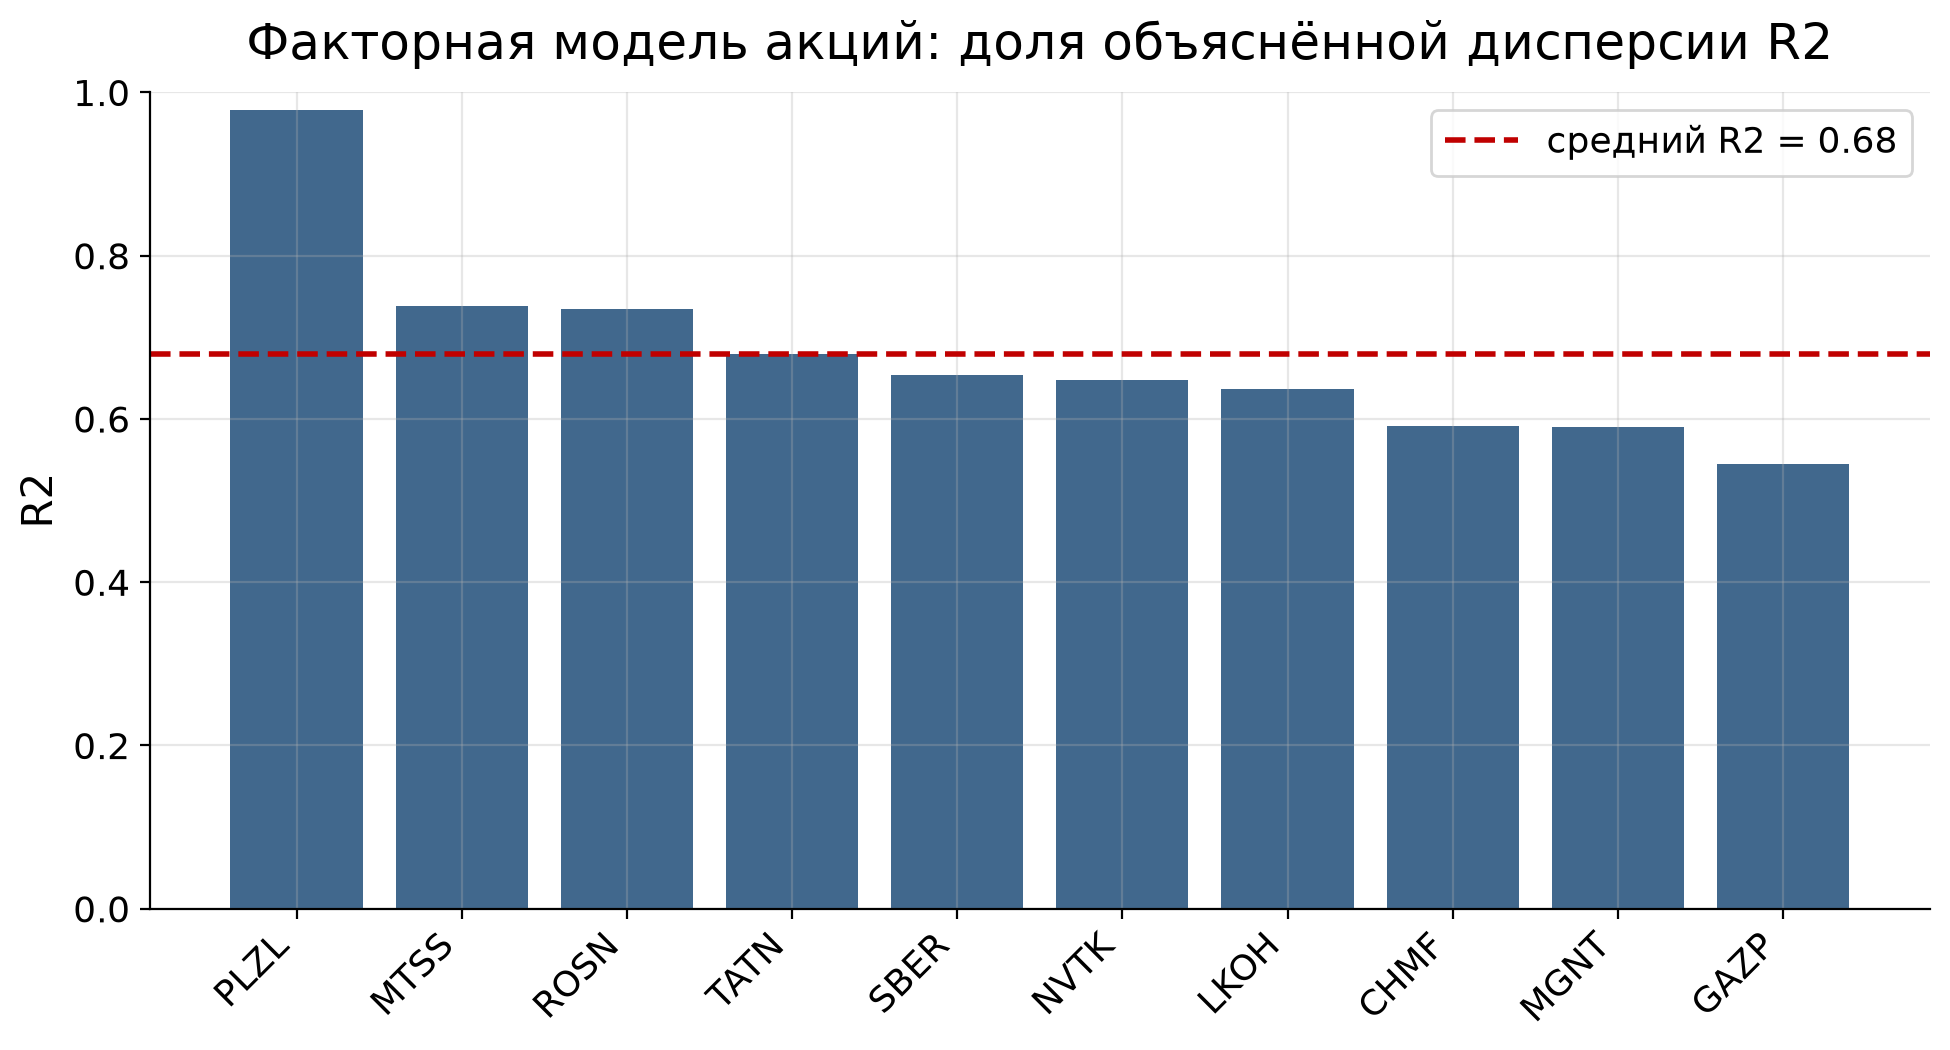 Факторная модель акций: доля объяснённой дисперсии R2
средний R2 = 0.68
R2
1.0
0.8
0.6
0.4
0.2
0.0
PLZL
MTSS
ROSN
TATN
SBER
NVTK
LKOH
CHMF
MGNT
GAZP